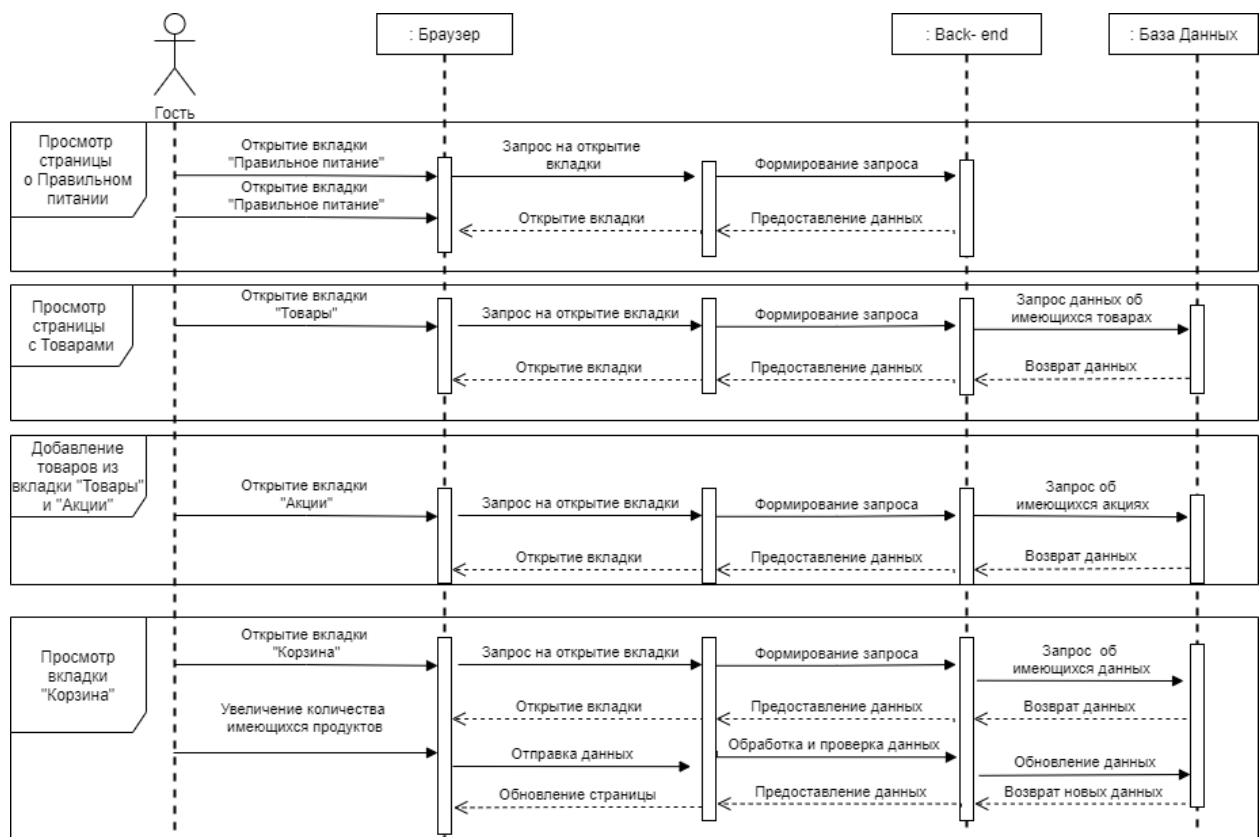 : Браузер
: Back- end
: База Данных
Гость
Просмотр
страницы
о Правильном
питании
Открытие вкладки
"Правильное питание"
Открытие вкладки
"Правильное питание"
Запрос на открытие
вкладки
Формирование запроса
Открытие вкладки
Предоставление данных
Просмотр
страницы
с Товарами
Открытие вкладки
"Товары"
Запрос на открытие вкладки
Формирование запроса
Запрос данных об
имеющихся товарах
Открытие вкладки
Предоставление данных
Возврат данных
Добавление
товаров из
вкладки "Товары"
и "Акции"
Открытие вкладки
"Акции"
Запрос на открытие вкладки
Формирование запроса
Запрос об
имеющихся акциях
Открытие вкладки
Предоставление данных
Возврат данных
Просмотр
вкладки
"Корзина"
Открытие вкладки
"Корзина"
Запрос на открытие вкладки
Формирование запроса
Запрос об
имеющихся данных
Увеличение количества
имеющихся продуктов
Открытие вкладки
Предоставление данных
Возврат данных
Отправка данных
Обработка и проверка данных
Обновление данных
Обновление страницы
Предоставление данных
Возврат новых данных